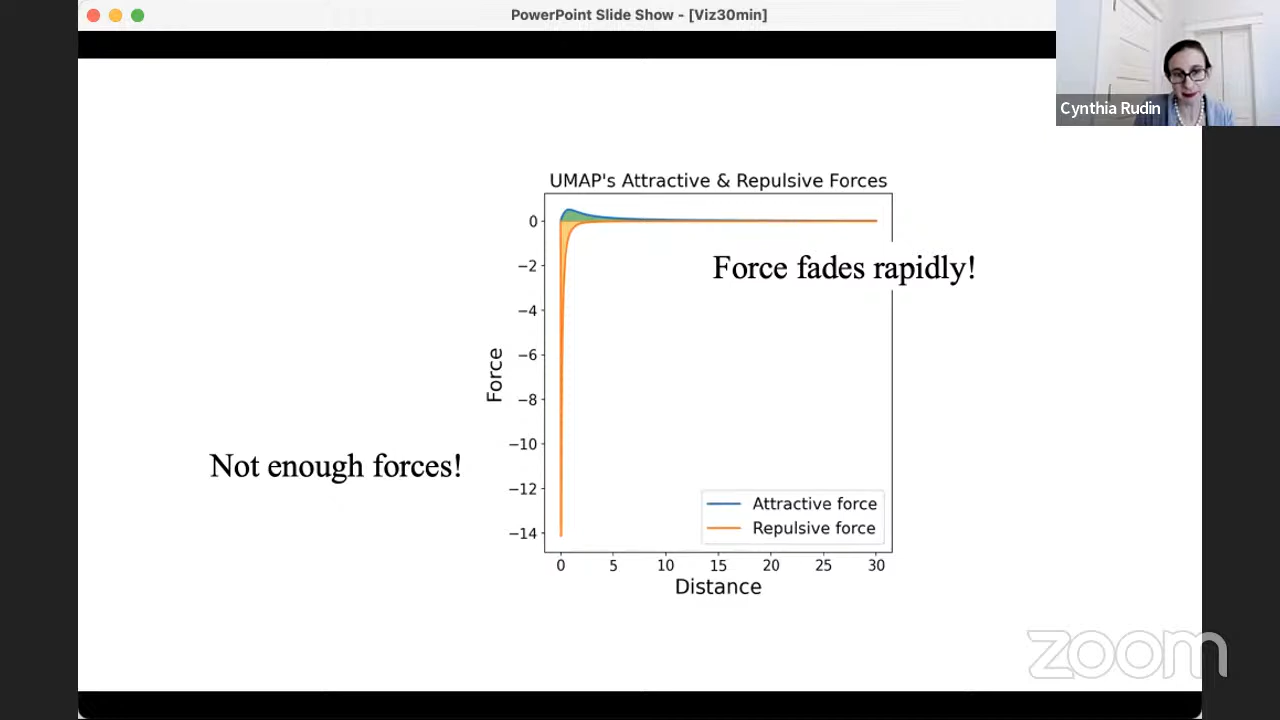 PowerPoint Slide Show - [Viz30min]
Cynthia Rudin
UMAP's Attractive & Repulsive Forces
Force fades rapidly!
Not enough forces!
Force
0
−2
−4
−6
−8
−10
−12
−14
Attractive force
Repulsive force
0 5 10 15 20 25 30
Distance
zoom